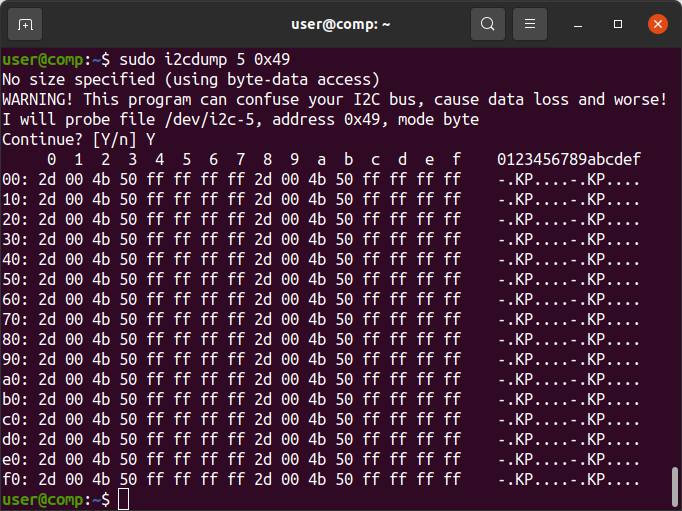 user@comp: ~
user@comp:~$ sudo i2cdump 5 0x49
No size specified (using byte-data access)
WARNING! This program can confuse your I2C bus, cause data loss and worse!
I will probe file /dev/i2c-5, address 0x49, mode byte
Continue? [Y/n] Y
     0  1  2  3  4  5  6  7  8  9  a  b  c  d  e  f    0123456789abcdef
00: 2d 00 4b 50 ff ff ff ff 2d 00 4b 50 ff ff ff ff    -.KP....-.KP....
10: 2d 00 4b 50 ff ff ff ff 2d 00 4b 50 ff ff ff ff    -.KP....-.KP....
20: 2d 00 4b 50 ff ff ff ff 2d 00 4b 50 ff ff ff ff    -.KP....-.KP....
30: 2d 00 4b 50 ff ff ff ff 2d 00 4b 50 ff ff ff ff    -.KP....-.KP....
40: 2d 00 4b 50 ff ff ff ff 2d 00 4b 50 ff ff ff ff    -.KP....-.KP....
50: 2d 00 4b 50 ff ff ff ff 2d 00 4b 50 ff ff ff ff    -.KP....-.KP....
60: 2d 00 4b 50 ff ff ff ff 2d 00 4b 50 ff ff ff ff    -.KP....-.KP....
70: 2d 00 4b 50 ff ff ff ff 2d 00 4b 50 ff ff ff ff    -.KP....-.KP....
80: 2d 00 4b 50 ff ff ff ff 2d 00 4b 50 ff ff ff ff    -.KP....-.KP....
90: 2d 00 4b 50 ff ff ff ff 2d 00 4b 50 ff ff ff ff    -.KP....-.KP....
a0: 2d 00 4b 50 ff ff ff ff 2d 00 4b 50 ff ff ff ff    -.KP....-.KP....
b0: 2d 00 4b 50 ff ff ff ff 2d 00 4b 50 ff ff ff ff    -.KP....-.KP....
c0: 2d 00 4b 50 ff ff ff ff 2d 00 4b 50 ff ff ff ff    -.KP....-.KP....
d0: 2d 00 4b 50 ff ff ff ff 2d 00 4b 50 ff ff ff ff    -.KP....-.KP....
e0: 2d 00 4b 50 ff ff ff ff 2d 00 4b 50 ff ff ff ff    -.KP....-.KP....
f0: 2d 00 4b 50 ff ff ff ff 2d 00 4b 50 ff ff ff ff    -.KP....-.KP....
user@comp:~$